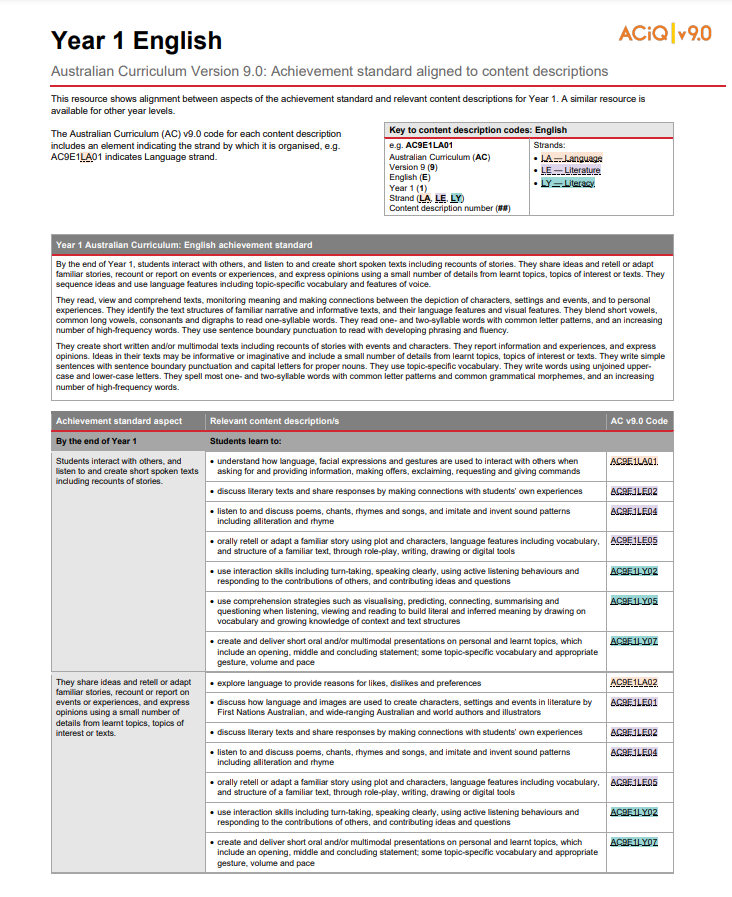 Year 1 English
ACiQ v9.0
Australian Curriculum Version 9.0: Achievement standard aligned to content descriptions
This resource shows alignment between aspects of the achievement standard and relevant content descriptions for Year 1. A similar resource is
available for other year levels.
The Australian Curriculum (AC) v9.0 code for each content description
includes an element indicating the strand by which it is organised, e.g.
AC9E1LA01 indicates Language strand.
Key to content description codes: English
e.g. AC9E1LA01
Australian Curriculum (AC)
Version 9 (9)
English (E)
Year 1 (1)
Strand (LA, LE, LY)
Content description number (##)
Strands:
• LA — Language
• LE — Literature
• LY — Literacy
Year 1 Australian Curriculum: English achievement standard
By the end of Year 1, students interact with others, and listen to and create short spoken texts including recounts of stories. They share ideas and retell or adapt
familiar stories, recount or report on events or experiences, and express opinions using a small number of details from learnt topics, topics of interest or texts. They
sequence ideas and use language features including topic-specific vocabulary and features of voice.
They read, view and comprehend texts, monitoring meaning and making connections between the depiction of characters, settings and events, and to personal
experiences. They identify the text structures of familiar narrative and informative texts, and their language features and visual features. They blend short vowels,
common long vowels, consonants and digraphs to read one-syllable words. They read one- and two-syllable words with common letter patterns, and an increasing
number of high-frequency words. They use sentence boundary punctuation to read with developing phrasing and fluency.
They create short written and/or multimodal texts including recounts of stories with events and characters. They report information and experiences, and express
opinions. Ideas in their texts may be informative or imaginative and include a small number of details from learnt topics, topics of interest or texts. They write simple
sentences with sentence boundary punctuation and capital letters for proper nouns. They use topic-specific vocabulary. They write words using unjoined upper-
case and lower-case letters. They spell most one- and two-syllable words with common letter patterns and common grammatical morphemes, and an increasing
number of high-frequency words.
Achievement standard aspect
Relevant content description/s
AC v9.0 Code
By the end of Year 1
Students learn to:
Students interact with others, and
listen to and create short spoken texts
including recounts of stories.
• understand how language, facial expressions and gestures are used to interact with others when
asking for and providing information, making offers, exclaiming, requesting and giving commands
AC9E1LA01
• discuss literary texts and share responses by making connections with students' own experiences
AC9E1LE02
• listen to and discuss poems, chants, rhymes and songs, and imitate and invent sound patterns
including alliteration and rhyme
AC9E1LE04
• orally retell or adapt a familiar story using plot and characters, language features including vocabulary,
and structure of a familiar text, through role-play, writing, drawing or digital tools
AC9E1LE05
• use interaction skills including turn-taking, speaking clearly, using active listening behaviours and
responding to the contributions of others, and contributing ideas and questions
AC9E1LY02
• use comprehension strategies such as visualising, predicting, connecting, summarising and
questioning when listening, viewing and reading to build literal and inferred meaning by drawing on
vocabulary and growing knowledge of context and text structures
AC9E1LY05
• create and deliver short oral and/or multimodal presentations on personal and learnt topics, which
include an opening, middle and concluding statement; some topic-specific vocabulary and appropriate
gesture, volume and pace
AC9E1LY07
They share ideas and retell or adapt
familiar stories, recount or report on
events or experiences, and express
opinions using a small number of
details from learnt topics, topics of
interest or texts.
• explore language to provide reasons for likes, dislikes and preferences
AC9E1LA02
• discuss how language and images are used to create characters, settings and events in literature by
First Nations Australian, and wide-ranging Australian and world authors and illustrators
AC9E1LE01
• discuss literary texts and share responses by making connections with students' own experiences
AC9E1LE02
• listen to and discuss poems, chants, rhymes and songs, and imitate and invent sound patterns
including alliteration and rhyme
AC9E1LE04
• orally retell or adapt a familiar story using plot and characters, language features including vocabulary,
and structure of a familiar text, through role-play, writing, drawing or digital tools
AC9E1LE05
• use interaction skills including turn-taking, speaking clearly, using active listening behaviours and
responding to the contributions of others, and contributing ideas and questions
AC9E1LY02
• create and deliver short oral and/or multimodal presentations on personal and learnt topics, which
include an opening, middle and concluding statement; some topic-specific vocabulary and appropriate
gesture, volume and pace
AC9E1LY07